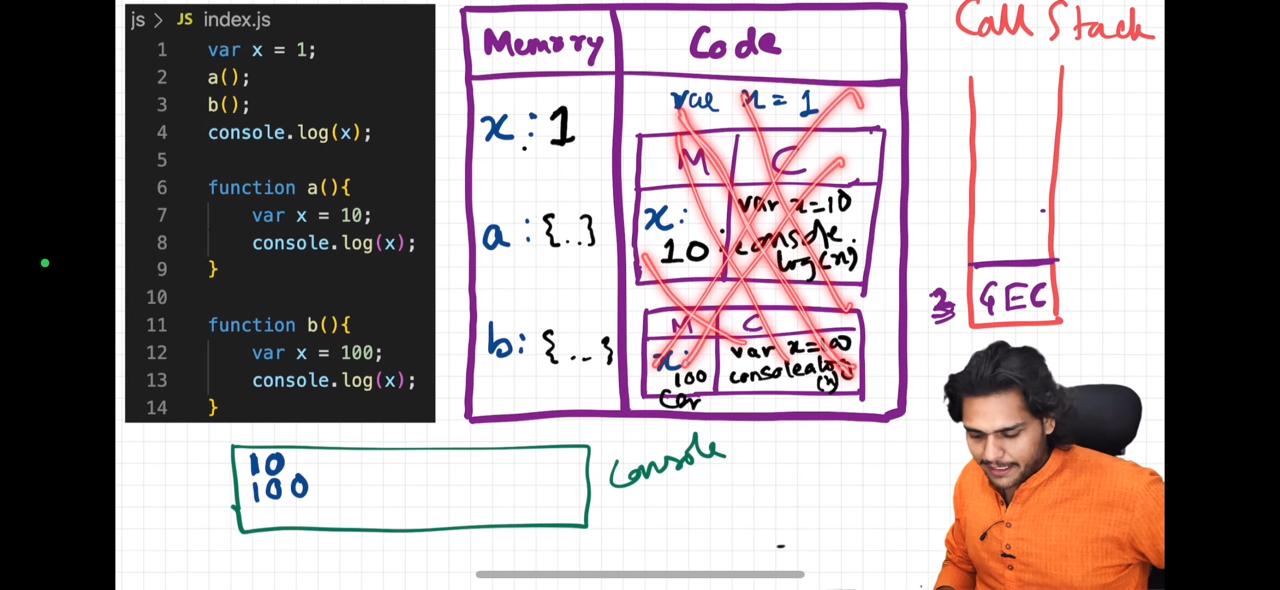 js > JS index.js
1 var x = 1;
2 a();
3 b();
4 console.log(x);
5
6 function a(){
7 var x = 10;
8 console.log(x);
9 }
10
11 function b(){
12 var x = 100;
13 console.log(x);
14 }
Memory
Code
x : 1
a : {..}
b : {..}
var x = 1
M C
x:
10
var x=10
console.
log(x)
M C
x:
100
var x=100
console.log
(x)
Con
Call Stack
GEC
10
100
Console